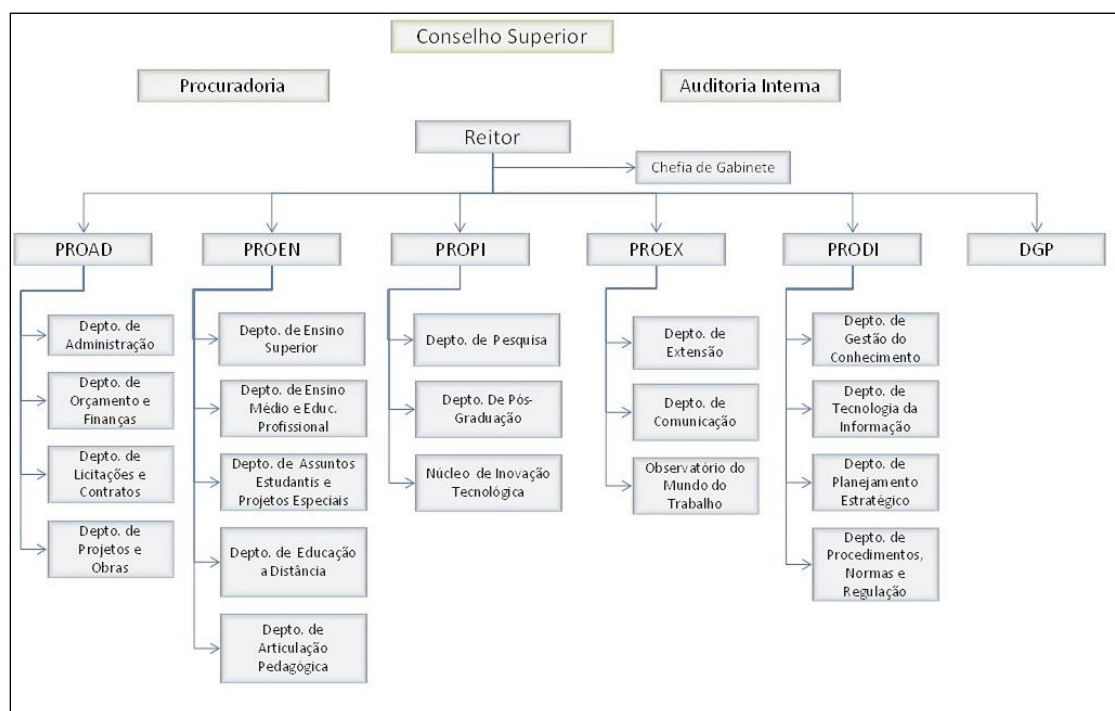 Conselho Superior
Procuradoria
Auditoria Interna
Reitor
Chefia de Gabinete
PROAD
PROEN
PROPI
PROEX
PRODI
DGP
Depto. de
Administração
Depto. de
Orçamento e
Finanças
Depto. de
Licitações e
Contratos
Depto. de
Projetos e
Obras
Depto. de Ensino
Superior
Depto. de Ensino
Médio e Educ.
Profissional
Depto. de Assuntos
Estudantis e
Projetos Especiais
Depto. de Educação
a Distância
Depto. de
Articulação
Pedagógica
Depto. de Pesquisa
Depto. De Pós-
Graduação
Núcleo de Inovação
Tecnológica
Depto. de
Extensão
Depto. de
Comunicação
Observatório do
Mundo do
Trabalho
Depto. de
Gestão do
Conhecimento
Depto. de
Tecnologia da
Informação
Depto. de
Planejamento
Estratégico
Depto. de
Procedimentos,
Normas e
Regulação